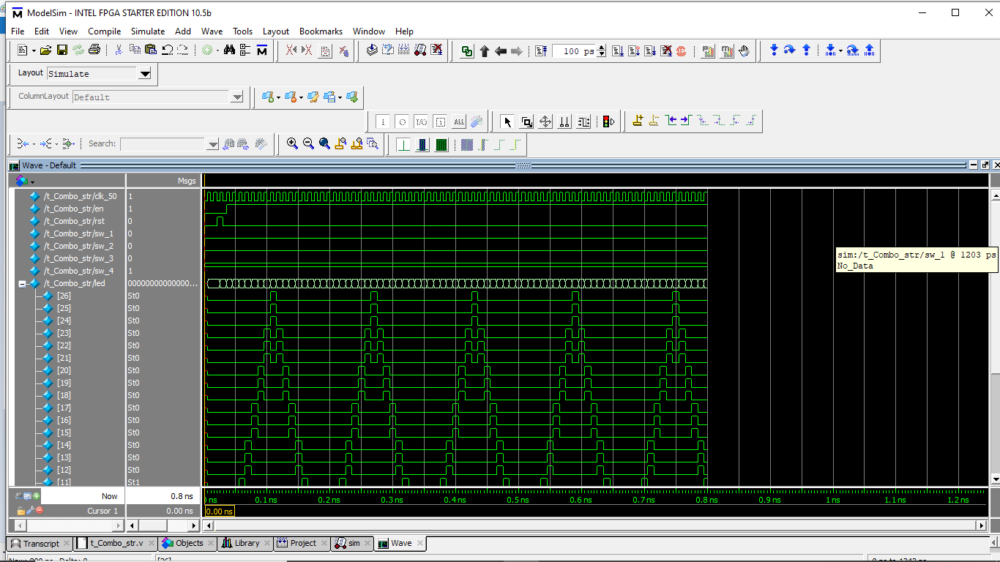 ModelSim - INTEL FPGA STARTER EDITION 10.5b
File Edit View Compile Simulate Add Wave Tools Layout Bookmarks Window Help
100 ps
Layout Simulate
ColumnLayout Default
ALL
Search:
Wave - Default
Msgs
/t_Combo_str/clk_50 1
/t_Combo_str/en 1
/t_Combo_str/rst 0
/t_Combo_str/sw_1 0
/t_Combo_str/sw_2 0
/t_Combo_str/sw_3 0
/t_Combo_str/sw_4 1
/t_Combo_str/led 00000000000000...
sim:/t_Combo_str/sw_1 @ 1203 ps
No_Data
[26] St0
[25] St0
[24] St0
[23] St0
[22] St0
[21] St0
[20] St0
[19] St0
[18] St0
[17] St0
[16] St0
[15] St0
[14] St0
[13] St0
[12] St0
[11] St1
Now 0.8 ns
ns 0.1 ns 0.2 ns 0.3 ns 0.4 ns 0.5 ns 0.6 ns 0.7 ns 0.8 ns 0.9 ns 1 ns 1.1 ns 1.2 ns
Cursor 1 0.00 ns 0.00 ns
Transcript t_Combo_str.v Objects Library Project sim Wave